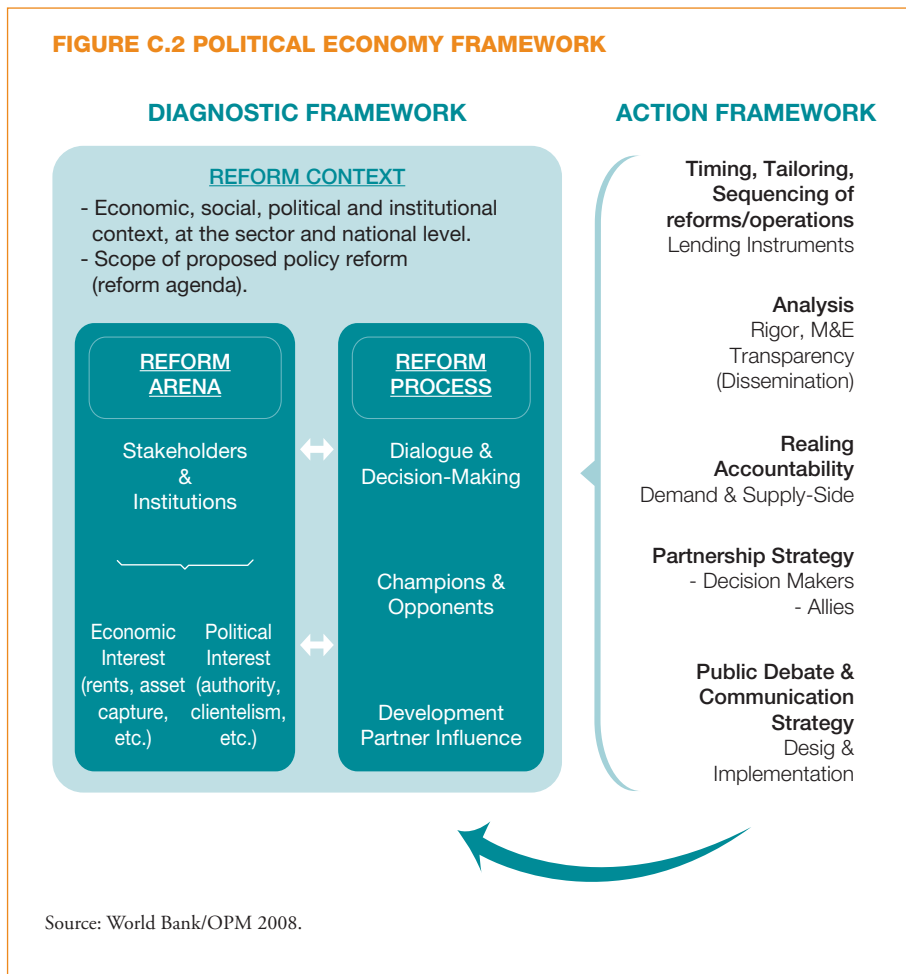 FIGURE C.2 POLITICAL ECONOMY FRAMEWORK
DIAGNOSTIC FRAMEWORK
REFORM CONTEXT
- Economic, social, political and institutional
context, at the sector and national level.
- Scope of proposed policy reform
(reform agenda).
REFORM
ARENA
Stakeholders
&
Institutions
Economic
Interest
(rents, asset
capture,
etc.)
Political
Interest
(authority,
clientelism,
etc.)
REFORM
PROCESS
Dialogue &
Decision-Making
Champions &
Opponents
Development
Partner Influence
ACTION FRAMEWORK
Timing, Tailoring,
Sequencing of
reforms/operations
Lending Instruments
Analysis
Rigor, M&E
Transparency
(Dissemination)
Realing
Accountability
Demand & Supply-Side
Partnership Strategy
- Decision Makers
- Allies
Public Debate &
Communication
Strategy
Desig &
Implementation
Source: World Bank/OPM 2008.